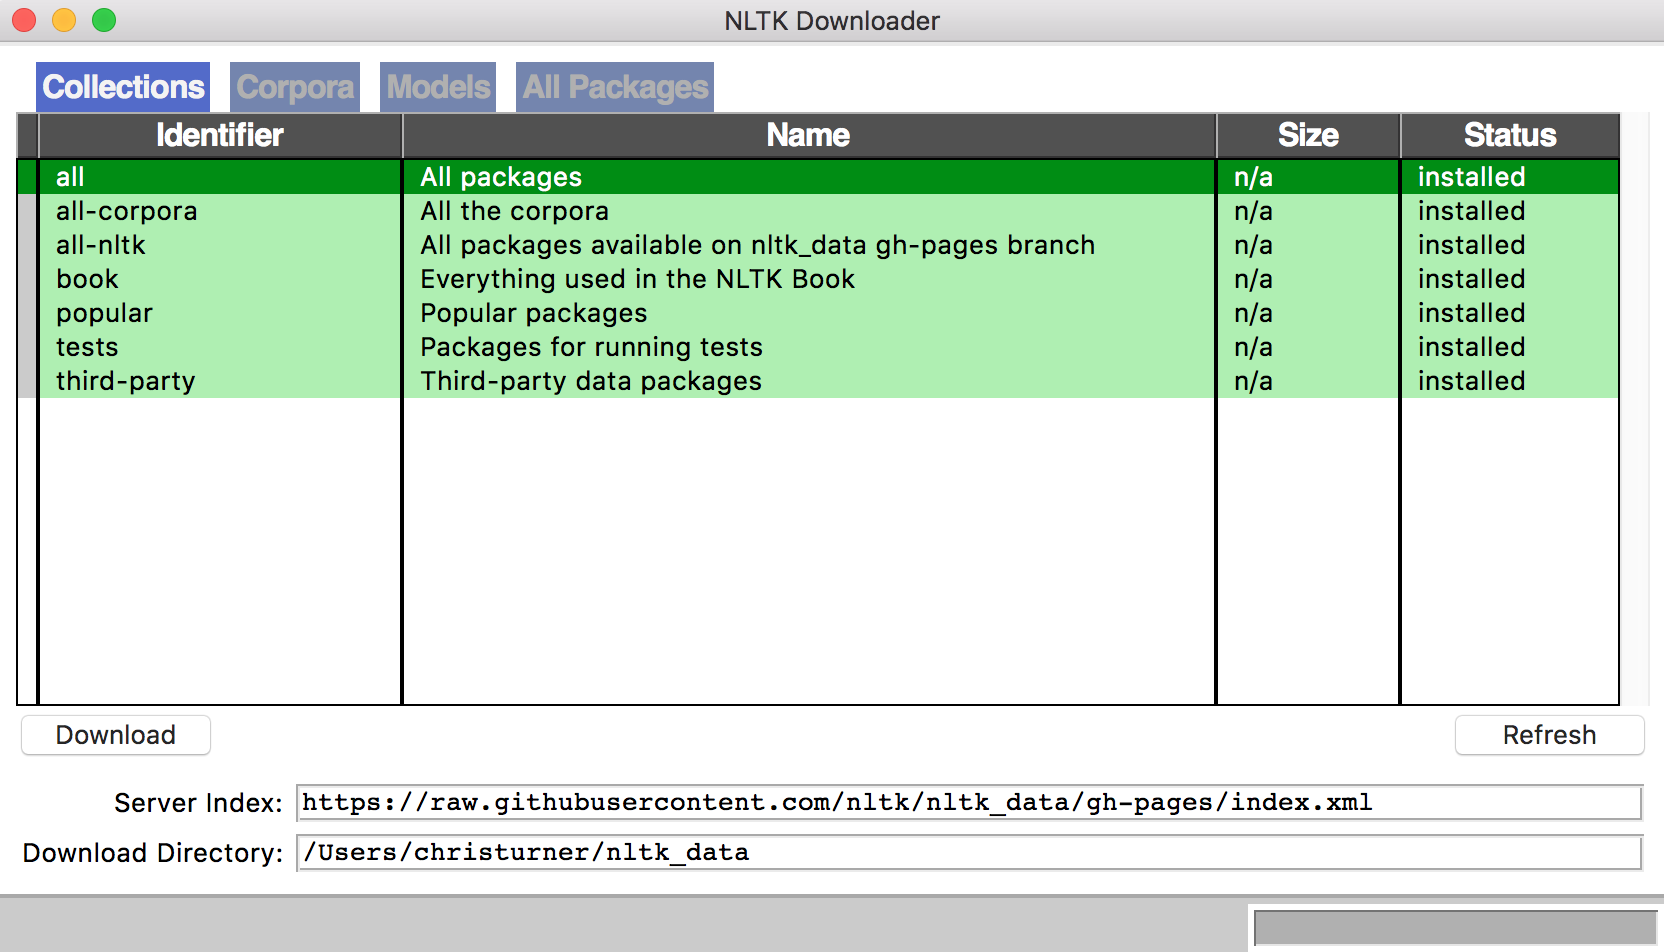 NLTK Downloader
Collections Corpora Models All Packages
Identifier Name Size Status
all All packages n/a installed
all-corpora All the corpora n/a installed
all-nltk All packages available on nltk_data gh-pages branch n/a installed
book Everything used in the NLTK Book n/a installed
popular Popular packages n/a installed
tests Packages for running tests n/a installed
third-party Third-party data packages n/a installed
Download Refresh
Server Index: https://raw.githubusercontent.com/nltk/nltk_data/gh-pages/index.xml
Download Directory: /Users/christurner/nltk_data